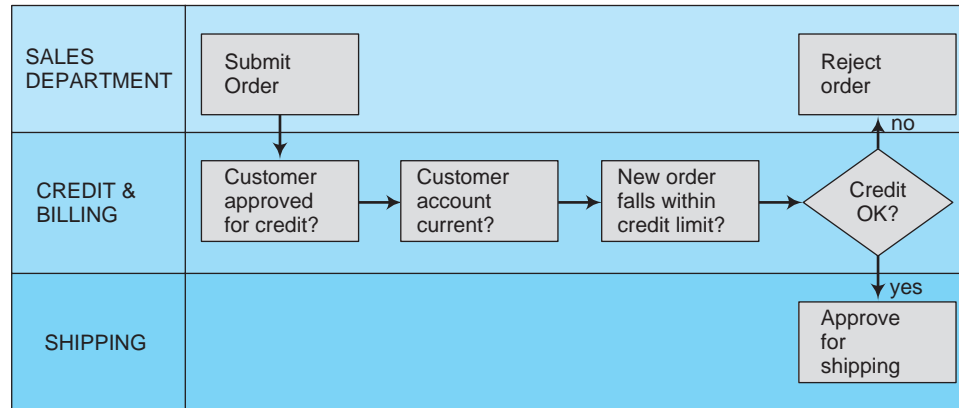 SALES
DEPARTMENT
Submit
Order
Reject
order
no
CREDIT &
BILLING
Customer
approved
for credit?
Customer
account
current?
New order
falls within
credit limit?
Credit
OK?
yes
SHIPPING
Approve
for
shipping